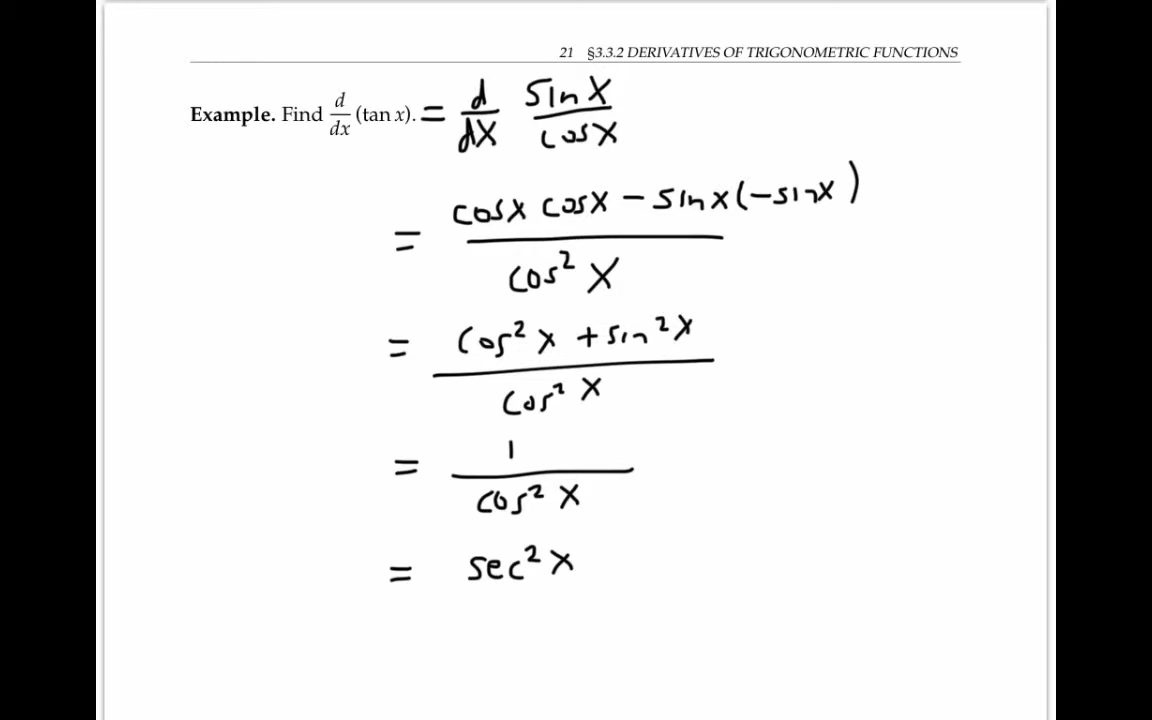 21 §3.3.2 DERIVATIVES OF TRIGONOMETRIC FUNCTIONS
Example. Find d/dx (tan x). = d/dx sin x / cos x
= cos x cos x − sin x (−sin x) / cos² x
= cos² x + sin² x / cos² x
= 1 / cos² x
= sec² x